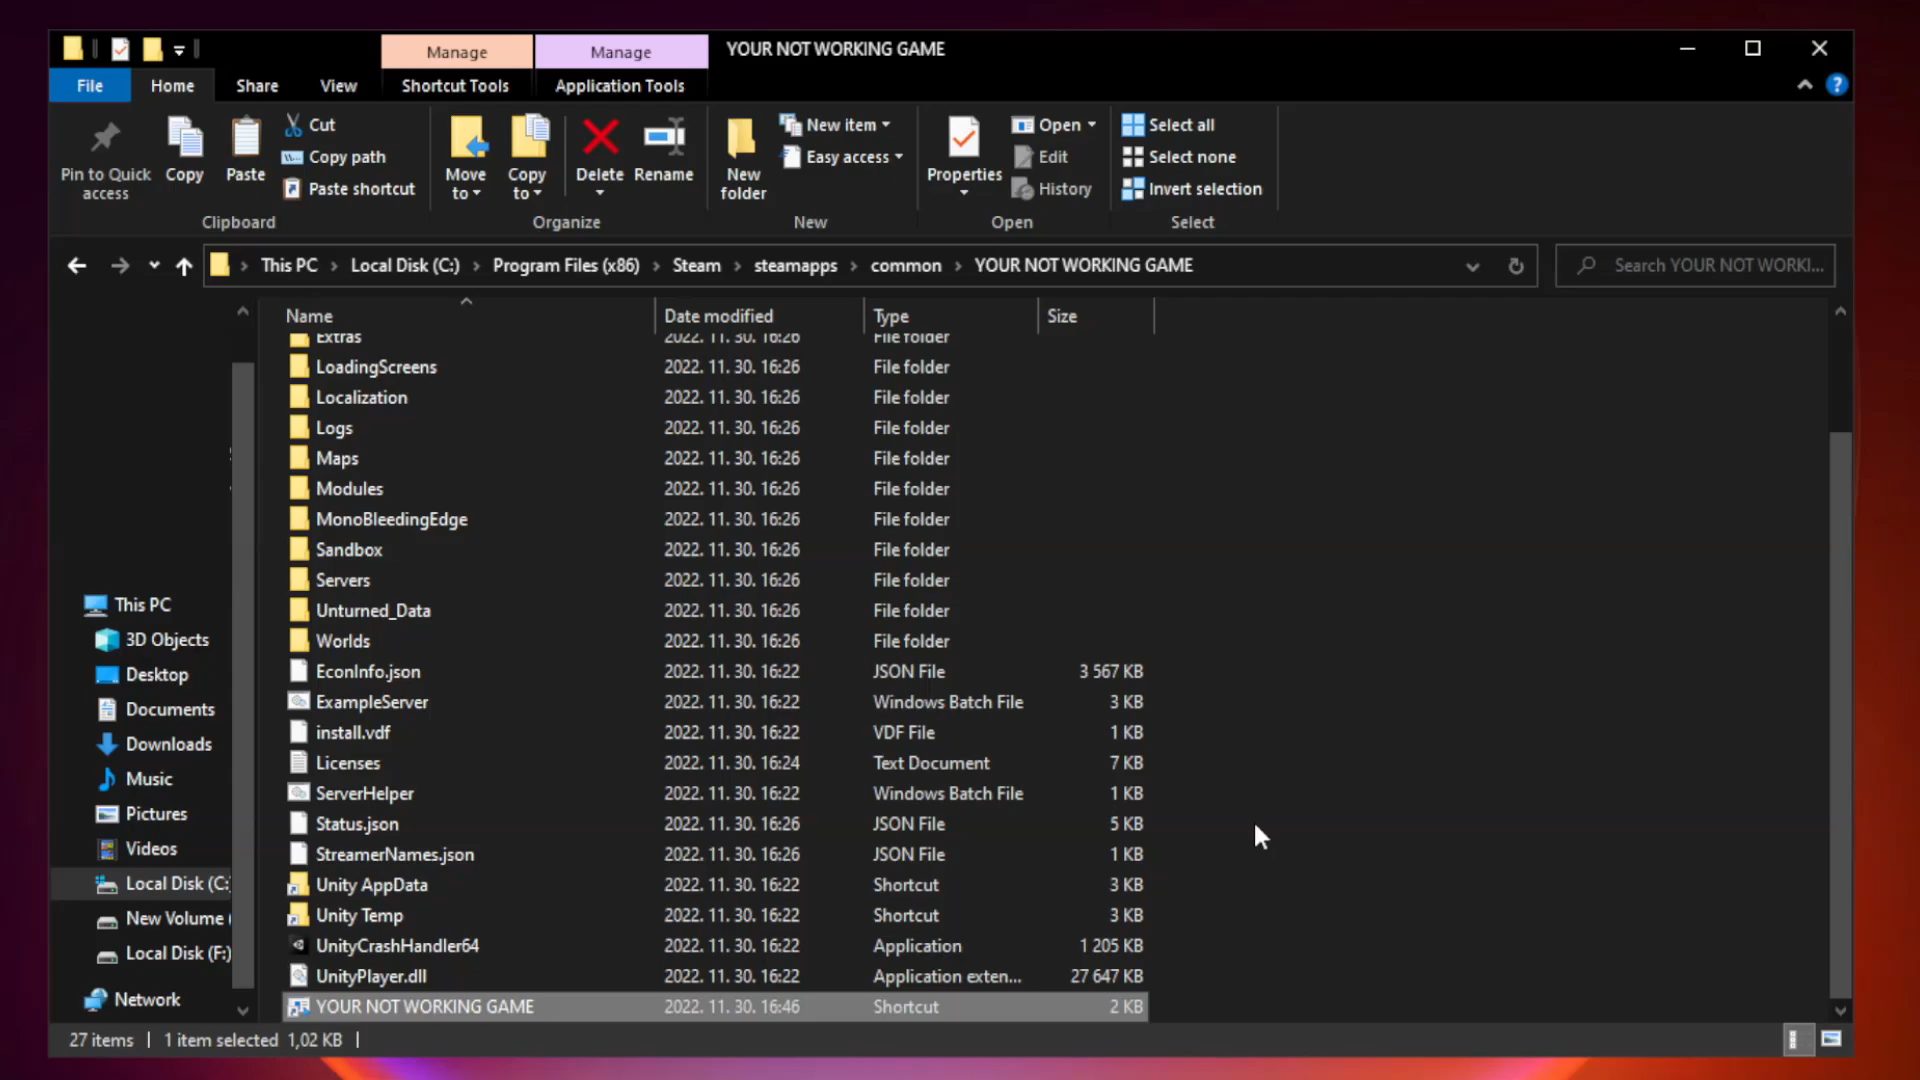 Manage
Manage
YOUR NOT WORKING GAME
File
Home
Share
View
Shortcut Tools
Application Tools
Pin to Quick access
Copy
Paste
Cut
Copy path
Paste shortcut
Move to
Copy to
Delete
Rename
New folder
New item
Easy access
Properties
Open
Edit
History
Select all
Select none
Invert selection
Clipboard
Organize
New
Open
Select
This PC > Local Disk (C:) > Program Files (x86) > Steam > steamapps > common > YOUR NOT WORKING GAME
Search YOUR NOT WORKI...
Name Date modified Type Size
Extras 2022. 11. 30. 16:26 File folder
LoadingScreens 2022. 11. 30. 16:26 File folder
Localization 2022. 11. 30. 16:26 File folder
Logs 2022. 11. 30. 16:26 File folder
Maps 2022. 11. 30. 16:26 File folder
Modules 2022. 11. 30. 16:26 File folder
MonoBleedingEdge 2022. 11. 30. 16:26 File folder
Sandbox 2022. 11. 30. 16:26 File folder
Servers 2022. 11. 30. 16:26 File folder
Unturned_Data 2022. 11. 30. 16:26 File folder
Worlds 2022. 11. 30. 16:26 File folder
EconInfo.json 2022. 11. 30. 16:22 JSON File 3 567 KB
ExampleServer 2022. 11. 30. 16:22 Windows Batch File 3 KB
install.vdf 2022. 11. 30. 16:22 VDF File 1 KB
Licenses 2022. 11. 30. 16:24 Text Document 7 KB
ServerHelper 2022. 11. 30. 16:22 Windows Batch File 1 KB
Status.json 2022. 11. 30. 16:26 JSON File 5 KB
StreamerNames.json 2022. 11. 30. 16:26 JSON File 1 KB
Unity AppData 2022. 11. 30. 16:22 Shortcut 3 KB
Unity Temp 2022. 11. 30. 16:22 Shortcut 3 KB
UnityCrashHandler64 2022. 11. 30. 16:22 Application 1 205 KB
UnityPlayer.dll 2022. 11. 30. 16:22 Application exten... 27 647 KB
YOUR NOT WORKING GAME 2022. 11. 30. 16:46 Shortcut 2 KB
This PC
3D Objects
Desktop
Documents
Downloads
Music
Pictures
Videos
Local Disk (C:
New Volume (
Local Disk (F:)
Network
27 items | 1 item selected 1,02 KB |